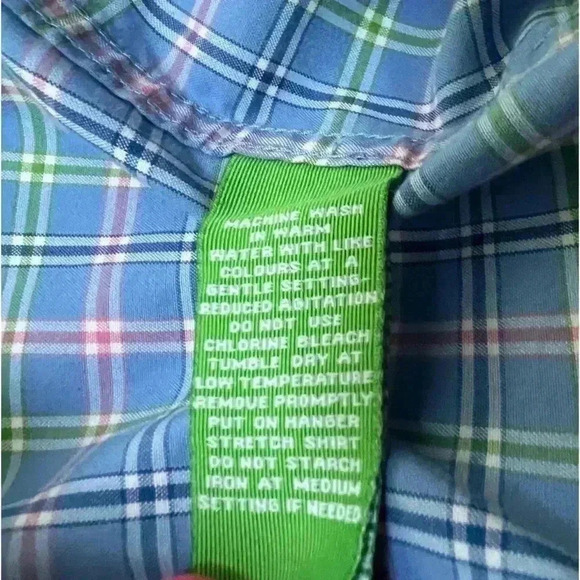 MACHINE WASH
IN WARM
WATER WITH LIKE
COLOURS AT A
GENTLE SETTING.
REDUCED AGITATION
DO NOT USE
CHLORINE BLEACH
TUMBLE DRY AT
LOW TEMPERATURE
REMOVE PROMPTLY
PUT ON HANGER
STRETCH SHIRT
DO NOT STARCH
IRON AT MEDIUM
SETTING IF NEEDED